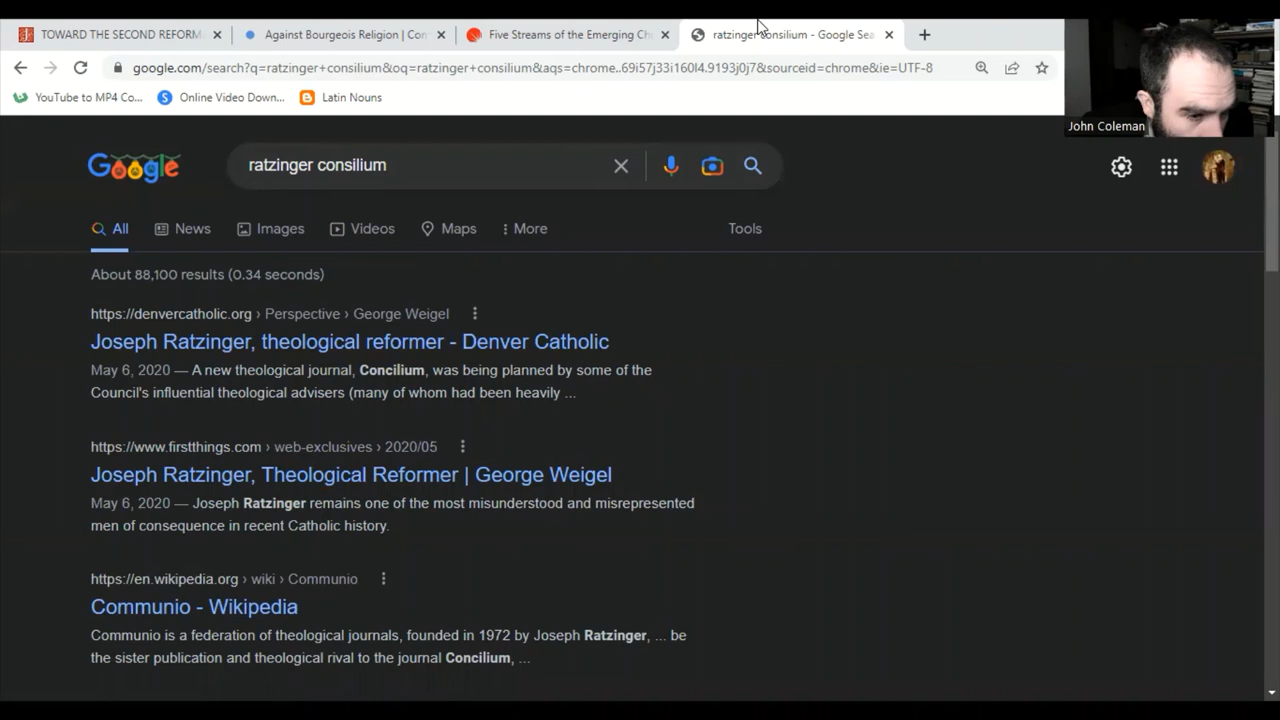 TOWARD THE SECOND REFORM
Against Bourgeois Religion | Con
Five Streams of the Emerging Ch
ratzinger consilium - Google Sea
google.com/search?q=ratzinger+consilium&oq=ratzinger+consilium&aqs=chrome..69i57j33i160l4.9193j0j7&sourceid=chrome&ie=UTF-8
YouTube to MP4 Co...
Online Video Down...
Latin Nouns
John Coleman
Google
ratzinger consilium
All
News
Images
Videos
Maps
More
Tools
About 88,100 results (0.34 seconds)
https://denvercatholic.org › Perspective › George Weigel
Joseph Ratzinger, theological reformer - Denver Catholic
May 6, 2020 — A new theological journal, Concilium, was being planned by some of the
Council's influential theological advisers (many of whom had been heavily ...
https://www.firstthings.com › web-exclusives › 2020/05
Joseph Ratzinger, Theological Reformer | George Weigel
May 6, 2020 — Joseph Ratzinger remains one of the most misunderstood and misrepresented
men of consequence in recent Catholic history.
https://en.wikipedia.org › wiki › Communio
Communio - Wikipedia
Communio is a federation of theological journals, founded in 1972 by Joseph Ratzinger, ... be
the sister publication and theological rival to the journal Concilium, ...